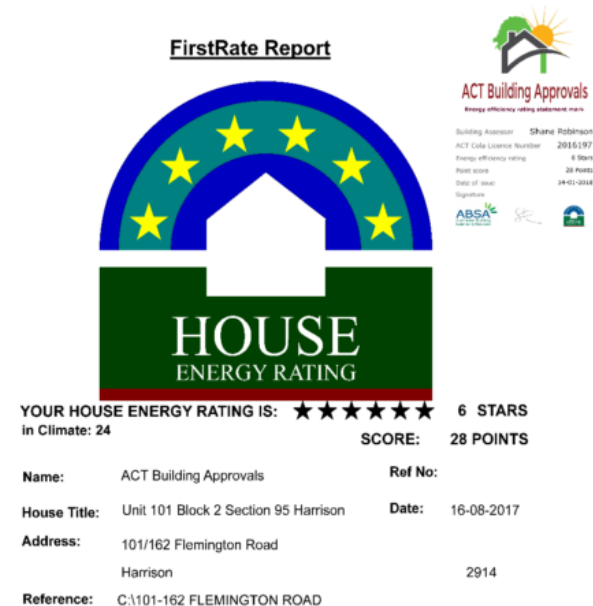 FirstRate Report
ACT Building Approvals
Energy efficiency rating statement mark
Building Assessor Shane Robinson
ACT Cola Licence Number 2016197
Energy efficiency rating 6 Stars
Point score 28 Points
Date of issue 24-01-2018
Signature
ABSA
HOUSE
ENERGY RATING
YOUR HOUSE ENERGY RATING IS: ★★★★★★ 6 STARS
in Climate: 24
SCORE: 28 POINTS
Name: ACT Building Approvals Ref No:
House Title: Unit 101 Block 2 Section 95 Harrison Date: 16-08-2017
Address: 101/162 Flemington Road
Harrison 2914
Reference: C:\101-162 FLEMINGTON ROAD